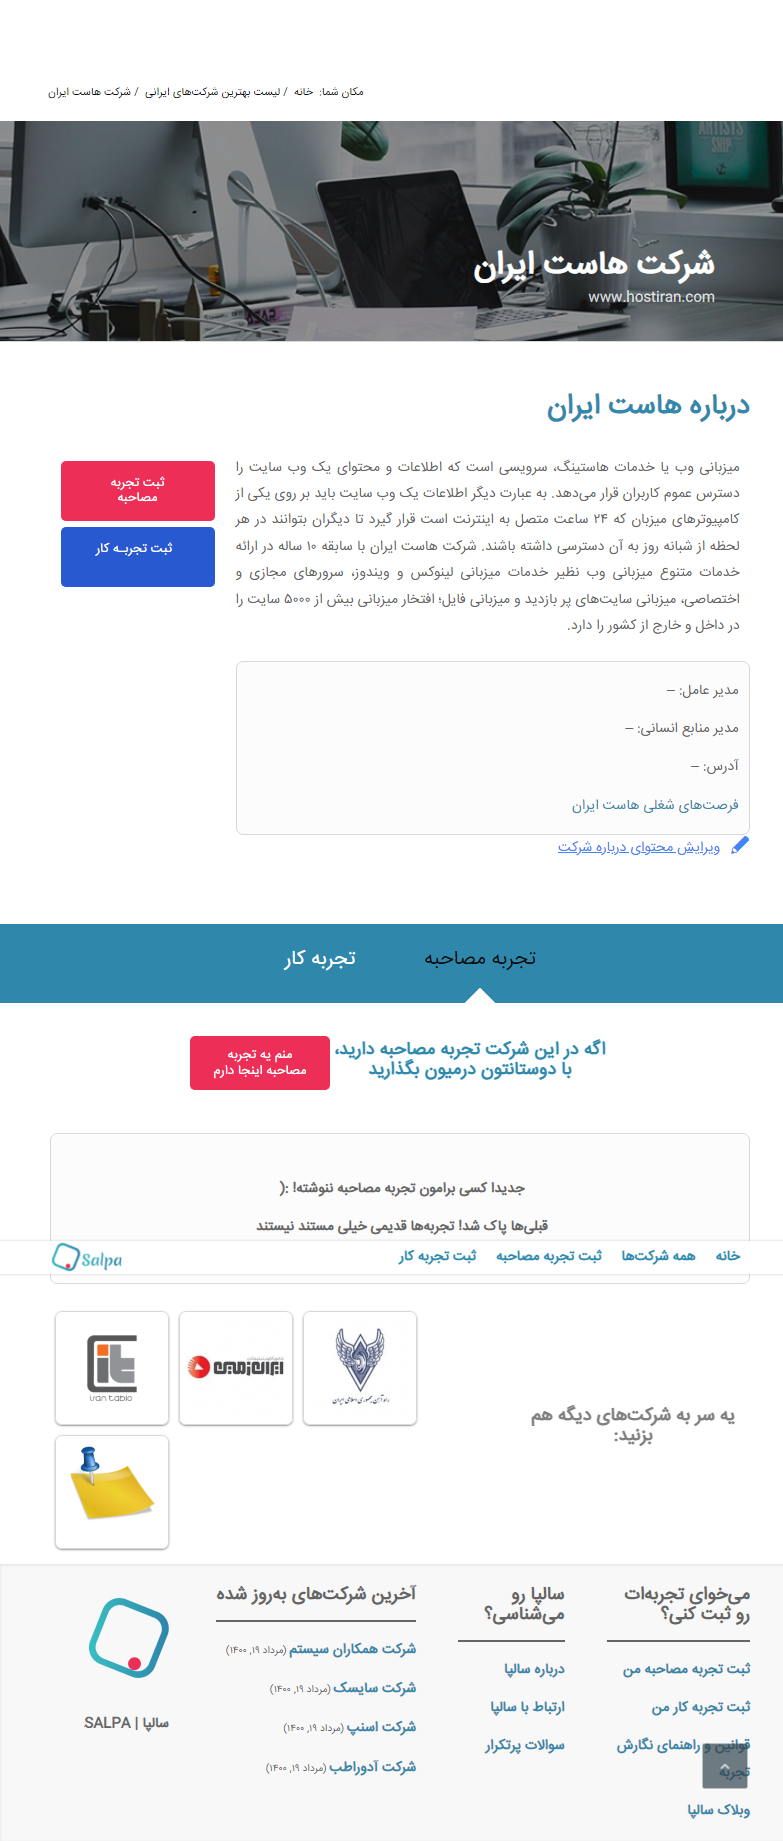 مکان شما: خانه / لیست بهترین شرکت‌های ایرانی / شرکت هاست ایران
ARTISTS
SHIP
شرکت هاست ایران
www.hostiran.com
درباره هاست ایران
میزبانی وب یا خدمات هاستینگ، سرویسی است که اطلاعات و محتوای یک وب سایت را
دسترس عموم کاربران قرار می‌دهد. به عبارت دیگر اطلاعات یک وب سایت باید بر روی یکی از
کامپیوترهای میزبان که ۲۴ ساعت متصل به اینترنت است قرار گیرد تا دیگران بتوانند در هر
لحظه از شبانه روز به آن دسترسی داشته باشند. شرکت هاست ایران با سابقه ۱۰ ساله در ارائه
خدمات متنوع میزبانی وب نظیر خدمات میزبانی لینوکس و ویندوز، سرورهای مجازی و
اختصاصی، میزبانی سایت‌های پر بازدید و میزبانی فایل؛ افتخار میزبانی بیش از ۵۰۰۰ سایت را
در داخل و خارج از کشور را دارد.
ثبت تجربه
مصاحبه
ثبت تجربـه کار
مدیر عامل: –
مدیر منابع انسانی: –
آدرس: –
فرصت‌های شغلی هاست ایران
ویرایش محتوای درباره شرکت
تجربه مصاحبه
تجربه کار
اگه در این شرکت تجربه مصاحبه دارید،
با دوستانتون درمیون بگذارید
منم یه تجربه
مصاحبه اینجا دارم
جدیدا کسی برامون تجربه مصاحبه ننوشته! :(
قبلی‌ها پاک شد! تجربه‌ها قدیمی خیلی مستند نیستند
خانه
همه شرکت‌ها
ثبت تجربه مصاحبه
ثبت تجربه کار
Salpa
یه سر به شرکت‌های دیگه هم
بزنید:
راه آهن جمهوری اسلامی ایران
ایران زمین
it
iran tablo
می‌خوای تجربه‌ات
رو ثبت کنی؟
ثبت تجربه مصاحبه من
ثبت تجربه کار من
قوانین و راهنمای نگارش
تجربه
وبلاگ سالپا
سالپا رو
می‌شناسی؟
درباره سالپا
ارتباط با سالپا
سوالات پرتکرار
آخرین شرکت‌های به‌روز شده
شرکت همکاران سیستم (مرداد ۱۹, ۱۴۰۰)
شرکت سایسک (مرداد ۱۹, ۱۴۰۰)
شرکت اسنپ (مرداد ۱۹, ۱۴۰۰)
شرکت آدوراطب (مرداد ۱۹, ۱۴۰۰)
سالپا | SALPA